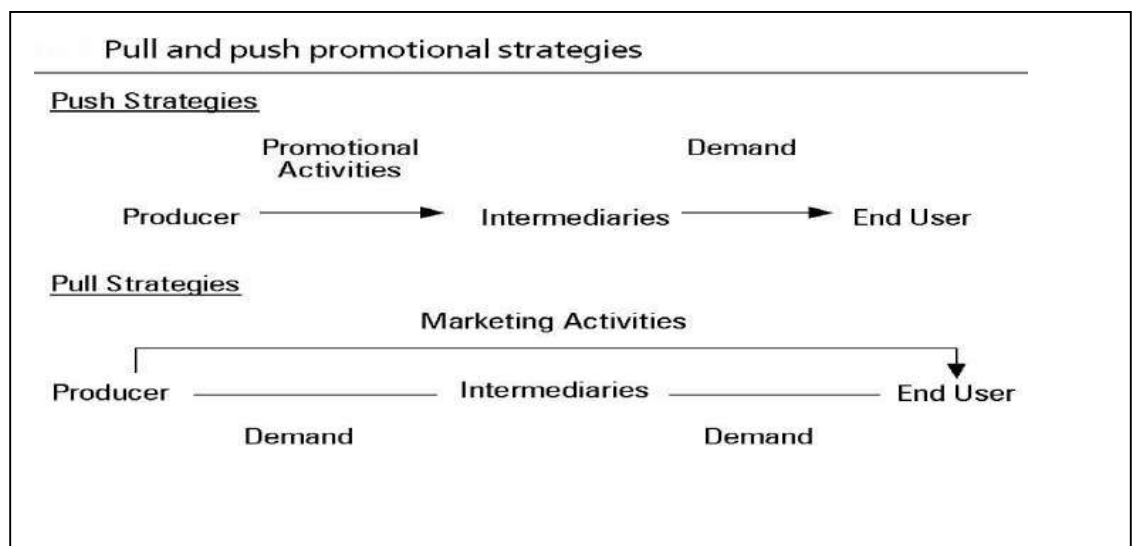 Pull and push promotional strategies
Push Strategies
Promotional Demand
Activities
Producer Intermediaries End User
Pull Strategies
Marketing Activities
Producer Intermediaries End User
Demand Demand